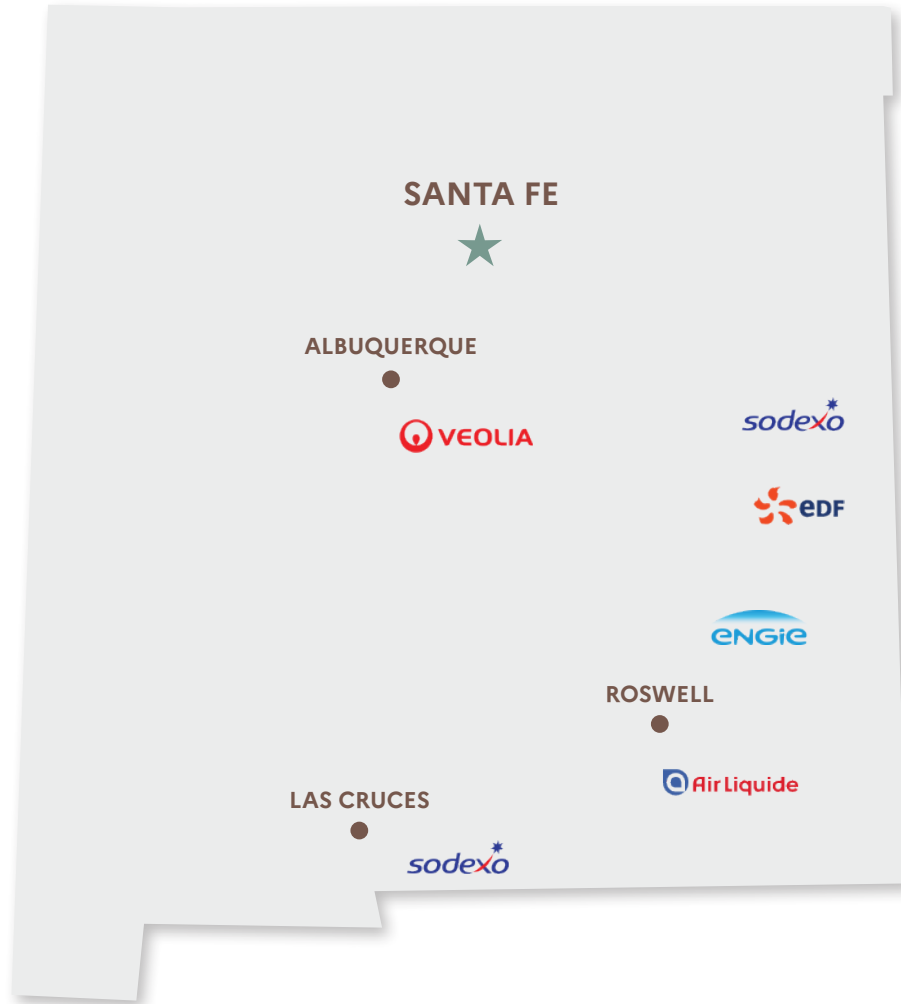 SANTA FE
ALBUQUERQUE
VEOLIA
sodexo
eDF
ENGiE
ROSWELL
Air Liquide
LAS CRUCES
sodexo